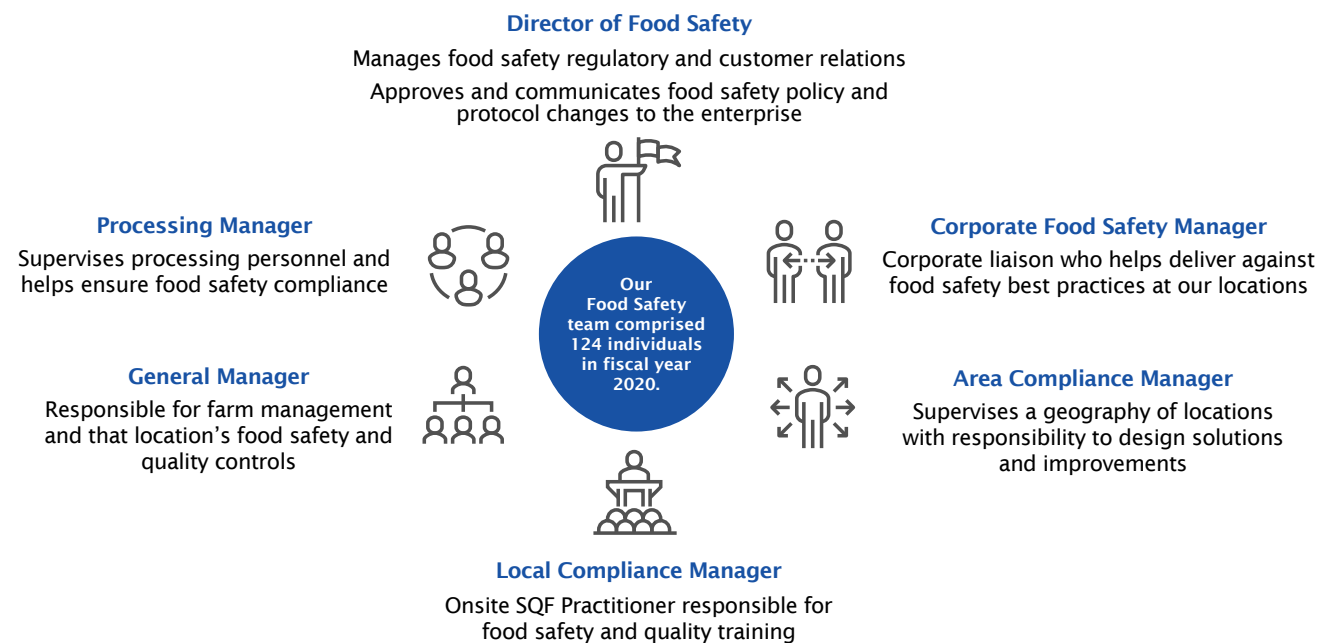 Director of Food Safety
Manages food safety regulatory and customer relations
Approves and communicates food safety policy and
protocol changes to the enterprise
Processing Manager
Supervises processing personnel and
helps ensure food safety compliance
Corporate Food Safety Manager
Corporate liaison who helps deliver against
food safety best practices at our locations
Our
Food Safety
team comprised
124 individuals
in fiscal year
2020.
General Manager
Responsible for farm management
and that location’s food safety and
quality controls
Area Compliance Manager
Supervises a geography of locations
with responsibility to design solutions
and improvements
Local Compliance Manager
Onsite SQF Practitioner responsible for
food safety and quality training